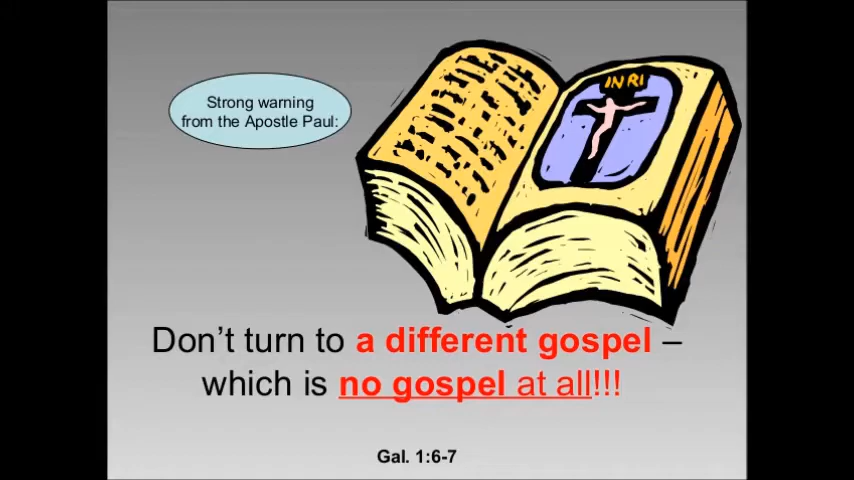 Strong warning
from the Apostle Paul:
INRI
Don't turn to a different gospel –
which is no gospel at all!!!
Gal. 1:6-7